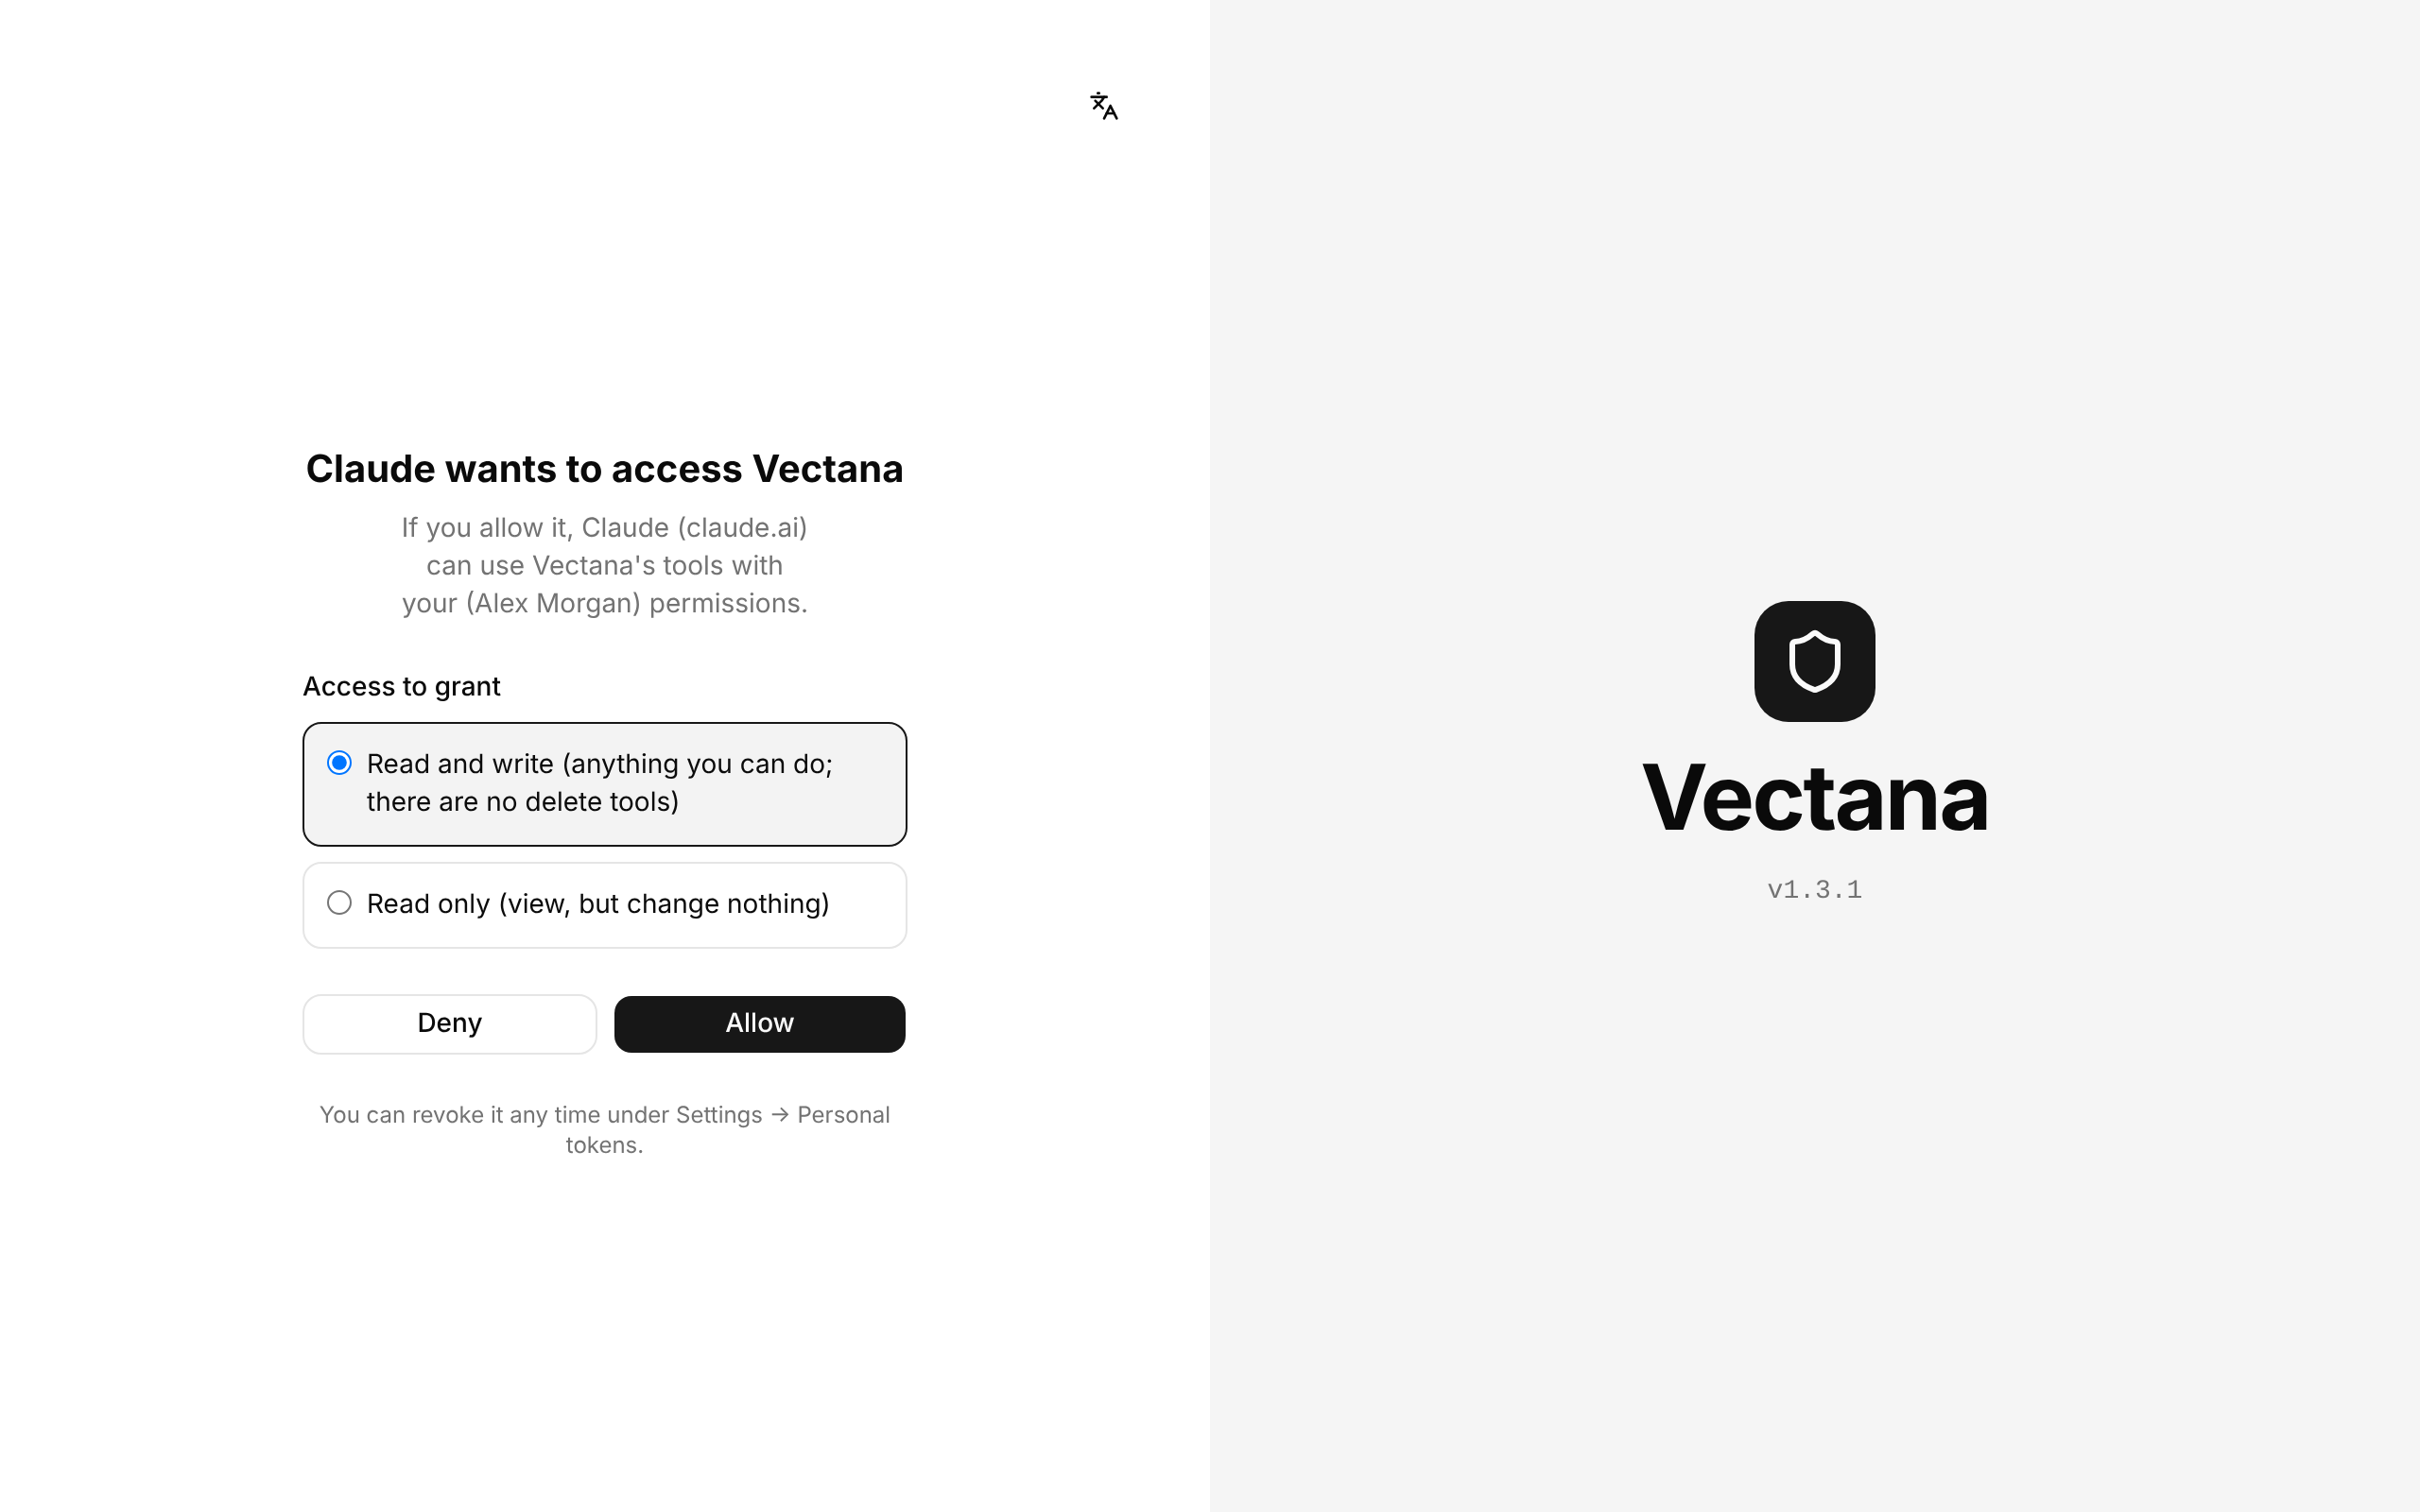 Claude wants to access Vectana
If you allow it, Claude (claude.ai)
can use Vectana's tools with
your (Alex Morgan) permissions.
Access to grant
Read and write (anything you can do;
there are no delete tools)
Read only (view, but change nothing)
Deny
Allow
You can revoke it any time under Settings → Personal
tokens.
Vectana
v1.3.1